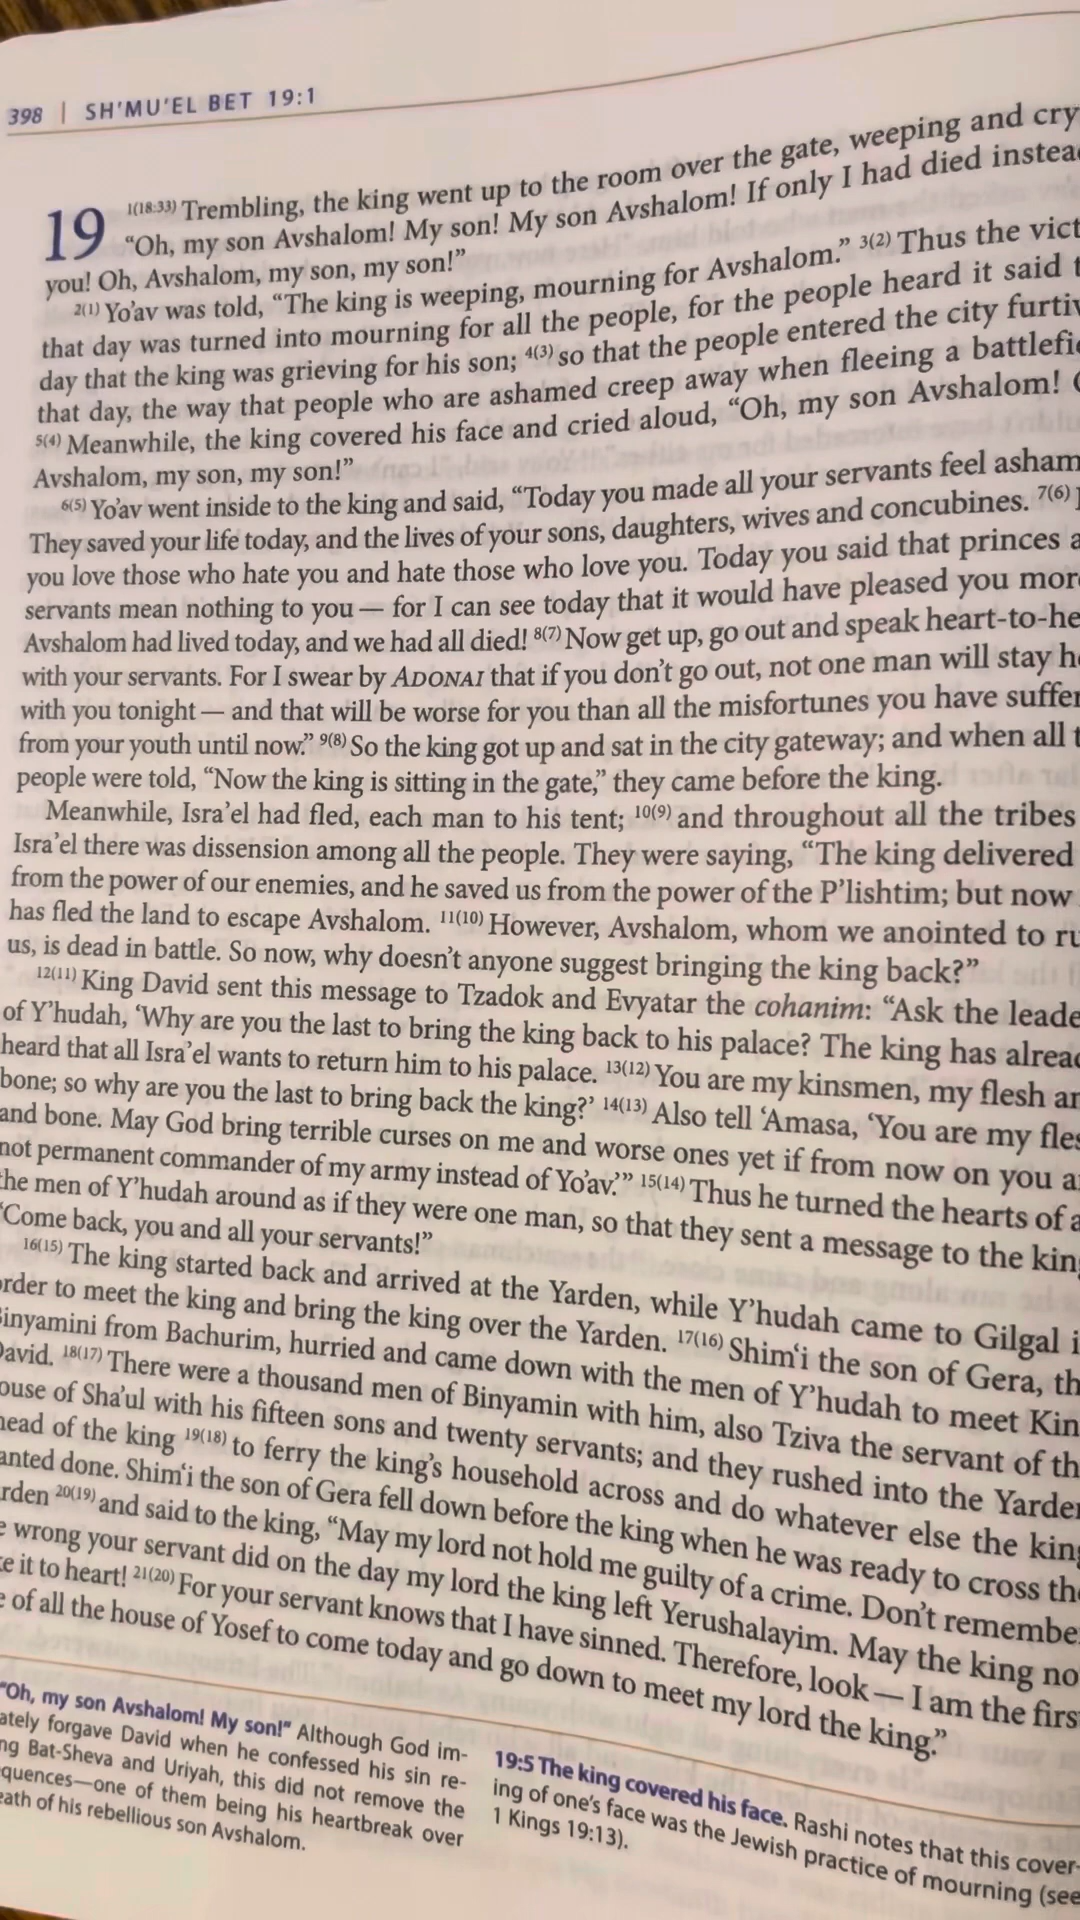 398 | SH'MU'EL BET 19:1
19 1(18:33) Trembling, the king went up to the room over the gate, weeping and
“Oh, my son Avshalom! My son! My son Avshalom! If only I had died
you! Oh, Avshalom, my son, my son!”
2(1) Yo'av was told, “The king is weeping, mourning for Avshalom.” 3(2) Thus the
that day was turned into mourning for all the people, for the people heard it said
day that the king was grieving for his son; 4(3) so that the people entered the city
that day, the way that people who are ashamed creep away when fleeing a
5(4) Meanwhile, the king covered his face and cried aloud, “Oh, my son Avshalom!
Avshalom, my son, my son!”
6(5) Yo'av went inside to the king and said, “Today you made all your servants feel
They saved your life today, and the lives of your sons, daughters, wives and concubines. 7(6)
you love those who hate you and hate those who love you. Today you said that princes
servants mean nothing to you — for I can see today that it would have pleased you
Avshalom had lived today, and we had all died! 8(7) Now get up, go out and speak
with your servants. For I swear by ADONAI that if you don't go out, not one man will stay
with you tonight — and that will be worse for you than all the misfortunes you have
from your youth until now.” 9(8) So the king got up and sat in the city gateway; and when all
people were told, “Now the king is sitting in the gate,” they came before the king.
Meanwhile, Isra'el had fled, each man to his tent; 10(9) and throughout all the tribes
Isra'el there was dissension among all the people. They were saying, “The king delivered
from the power of our enemies, and he saved us from the power of the P'lishtim; but now
has fled the land to escape Avshalom. 11(10) However, Avshalom, whom we anointed to
us, is dead in battle. So now, why doesn't anyone suggest bringing the king back?”
12(11) King David sent this message to Tzadok and Evyatar the cohanim: “Ask the
of Y'hudah, ‘Why are you the last to bring the king back to his palace? The king has
heard that all Isra'el wants to return him to his palace. 13(12) You are my kinsmen, my flesh
bone; so why are you the last to bring back the king?’ 14(13) Also tell ‘Amasa, ‘You are my
and bone. May God bring terrible curses on me and worse ones yet if from now on you
not permanent commander of my army instead of Yo'av.’” 15(14) Thus he turned the hearts of
the men of Y'hudah around as if they were one man, so that they sent a message to the
“Come back, you and all your servants!”
16(15) The king started back and arrived at the Yarden, while Y'hudah came to Gilgal
to meet the king and bring the king over the Yarden. 17(16) Shim‘i the son of Gera,
from Bachurim, hurried and came down with the men of Y'hudah to meet
David. 18(17) There were a thousand men of Binyamin with him, also Tziva the servant of
of Sha'ul with his fifteen sons and twenty servants; and they rushed into the
of the king 19(18) to ferry the king's household across and do whatever else the
done. Shim‘i the son of Gera fell down before the king when he was ready to cross
20(19) and said to the king, “May my lord not hold me guilty of a crime. Don't
wrong your servant did on the day my lord the king left Yerushalayim. May the king
it to heart! 21(20) For your servant knows that I have sinned. Therefore, look — I am the
of all the house of Yosef to come today and go down to meet my lord the king.”
“Oh, my son Avshalom! My son!” Although God im-
forgave David when he confessed his sin re-
Bat-Sheva and Uriyah, this did not remove the
—one of them being his heartbreak over
of his rebellious son Avshalom.
19:5 The king covered his face. Rashi notes that this cover-
ing of one's face was the Jewish practice of mourning (see
1 Kings 19:13).